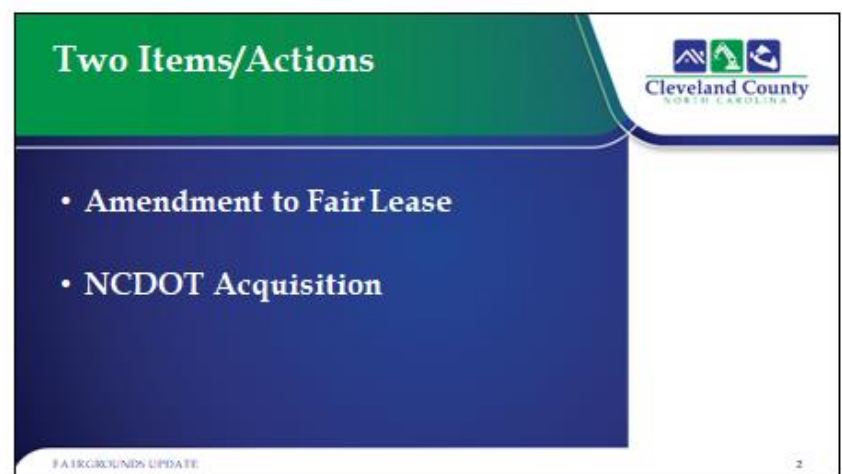 Two Items/Actions
Cleveland County
NORTH CAROLINA
• Amendment to Fair Lease
• NCDOT Acquisition
FAIRGROUNDS UPDATE
2